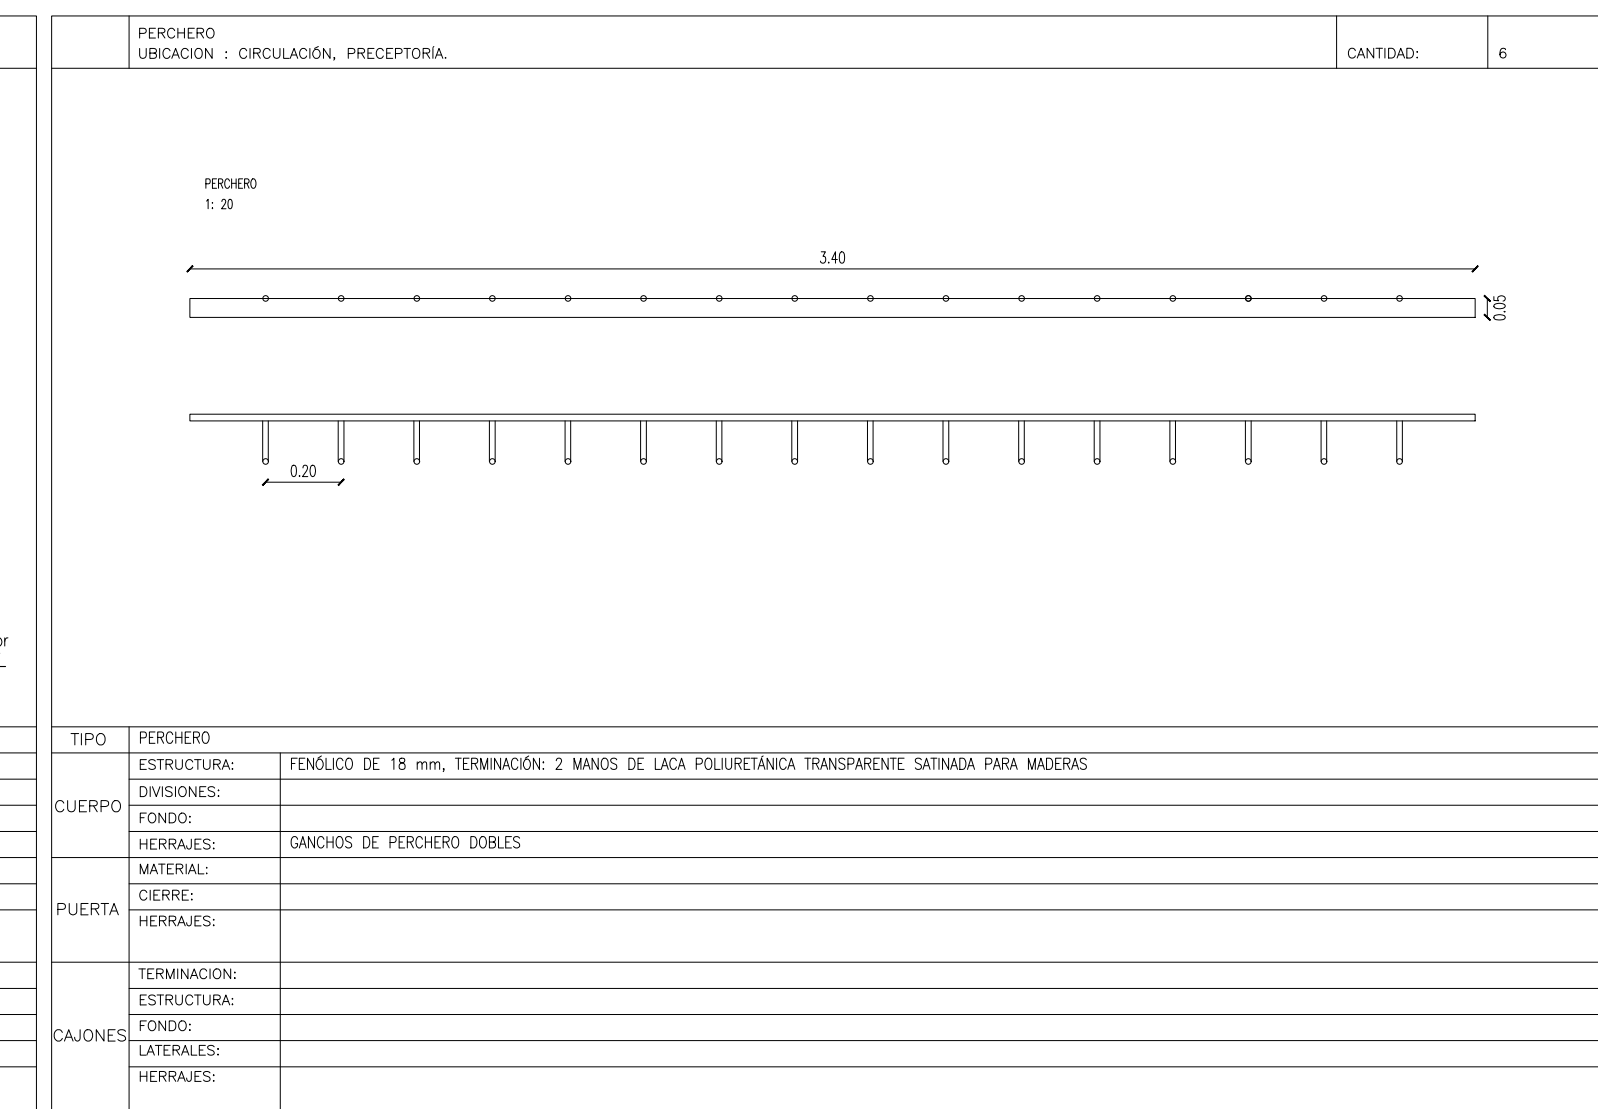 PERCHERO
UBICACION : CIRCULACIÓN, PRECEPTORÍA.
CANTIDAD:
6
PERCHERO
1: 20
3.40
0.05
0.20
or
TIPO
PERCHERO
CUERPO
ESTRUCTURA:
FENÓLICO DE 18 mm, TERMINACIÓN: 2 MANOS DE LACA POLIURETÁNICA TRANSPARENTE SATINADA PARA MADERAS
DIVISIONES:
FONDO:
HERRAJES:
GANCHOS DE PERCHERO DOBLES
PUERTA
MATERIAL:
CIERRE:
HERRAJES:
CAJONES
TERMINACION:
ESTRUCTURA:
FONDO:
LATERALES:
HERRAJES: